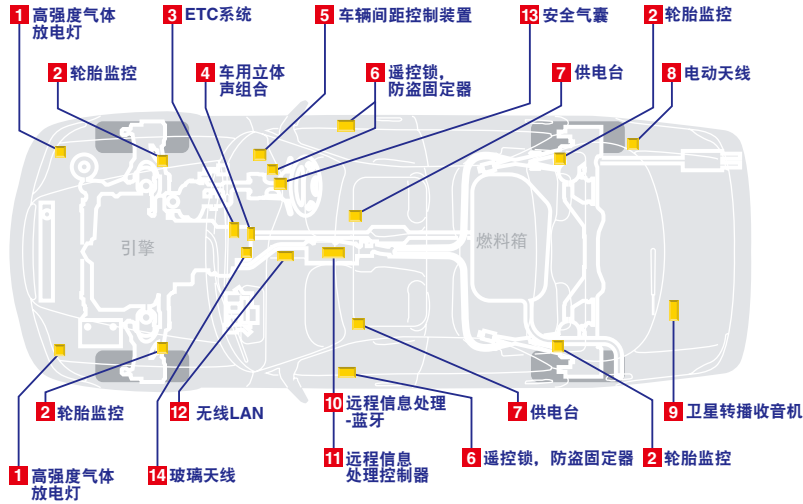 1 高强度气体
放电灯
3 ETC系统
5 车辆间距控制装置
13 安全气囊
2 轮胎监控
2 轮胎监控
4 车用立体
声组合
6 遥控锁，
防盗固定器
7 供电台
8 电动天线
引擎
燃料箱
2 轮胎监控
12 无线LAN
10 远程信息处理
-蓝牙
7 供电台
9 卫星转播收音机
1 高强度气体
放电灯
14 玻璃天线
11 远程信息
处理控制器
6 遥控锁，防盗固定器
2 轮胎监控